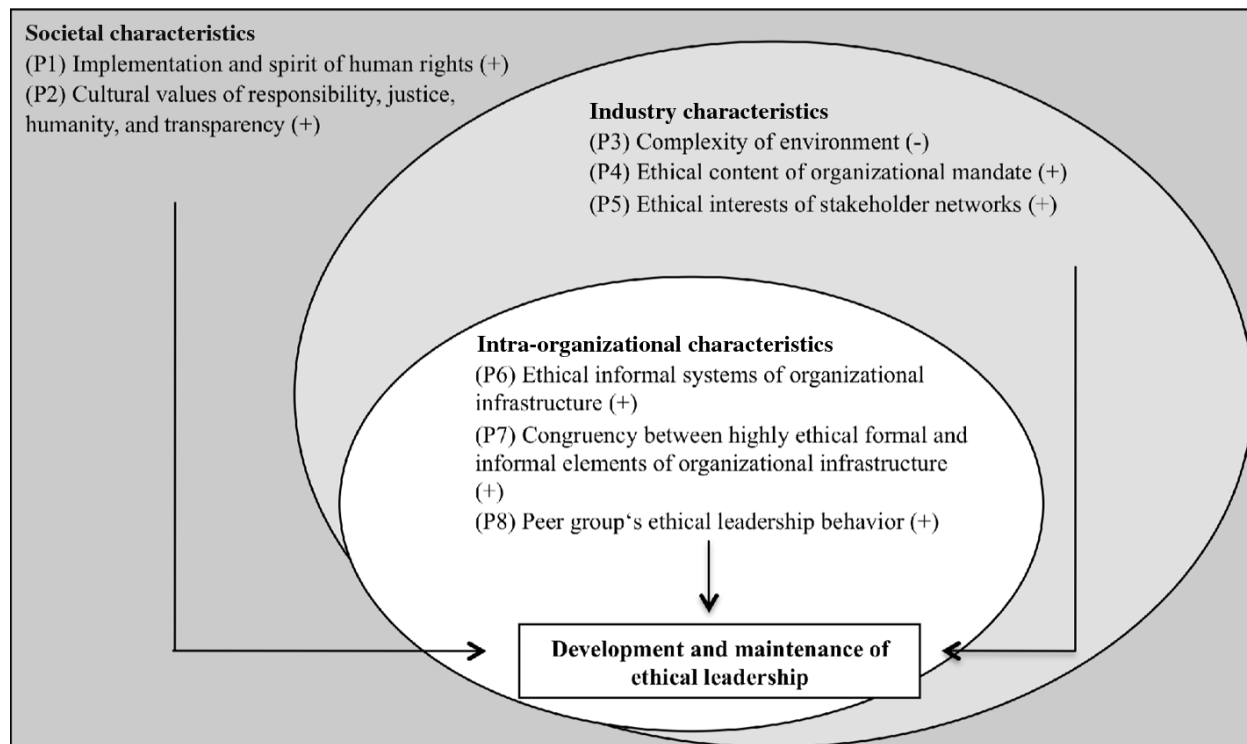 Societal characteristics
(P1) Implementation and spirit of human rights (+)
(P2) Cultural values of responsibility, justice,
humanity, and transparency (+)
Industry characteristics
(P3) Complexity of environment (-)
(P4) Ethical content of organizational mandate (+)
(P5) Ethical interests of stakeholder networks (+)
Intra-organizational characteristics
(P6) Ethical informal systems of organizational
infrastructure (+)
(P7) Congruency between highly ethical formal and
informal elements of organizational infrastructure
(+)
(P8) Peer group‘s ethical leadership behavior (+)
Development and maintenance of
ethical leadership